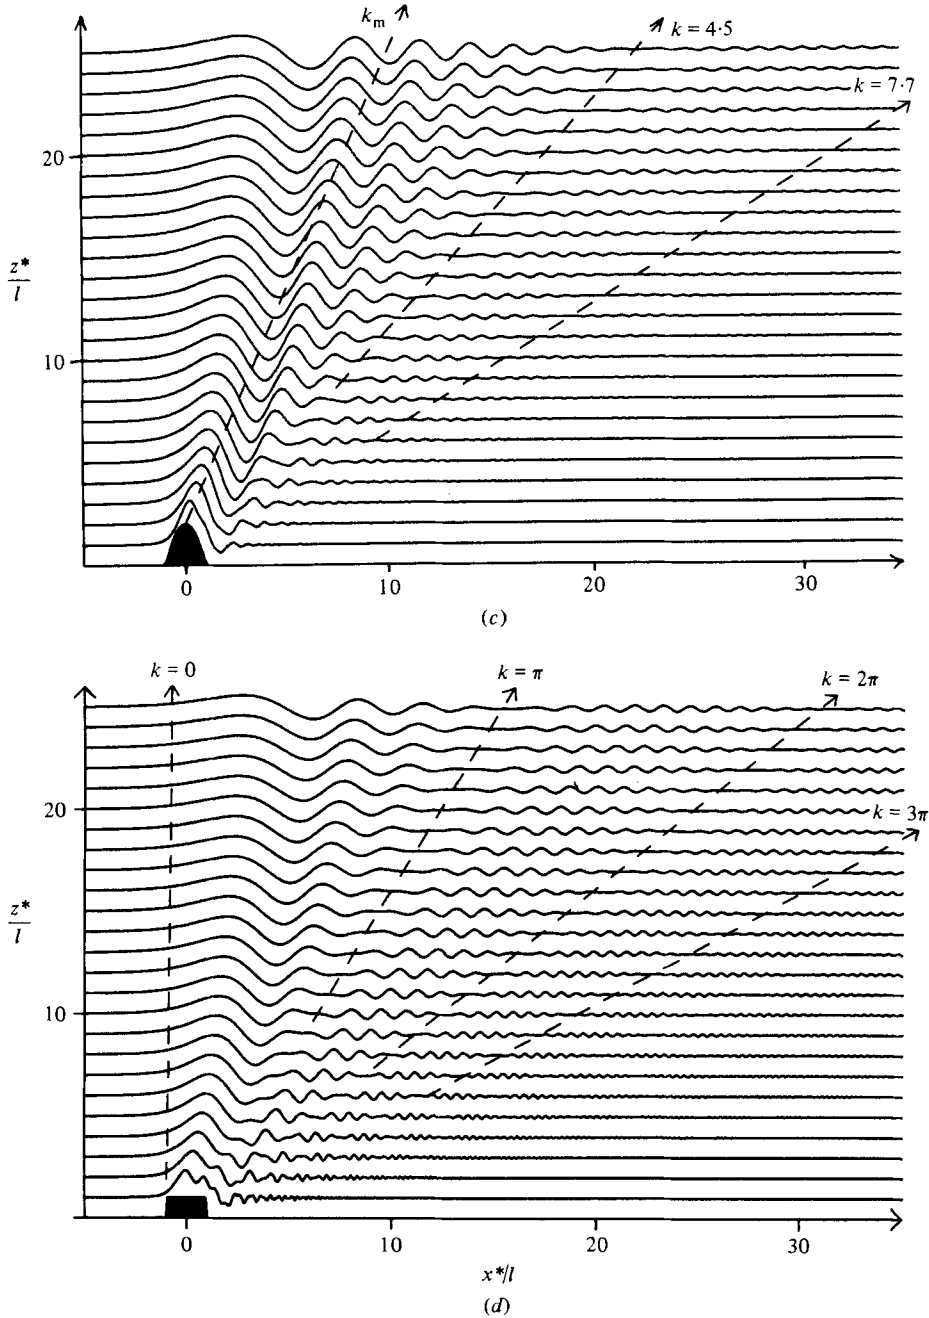 k_m
k = 4·5
k = 7·7
20
z*/l
10
0
10
20
30
(c)
k = 0
k = π
k = 2π
20
k = 3π
z*/l
10
0
10
20
30
x*/l
(d)